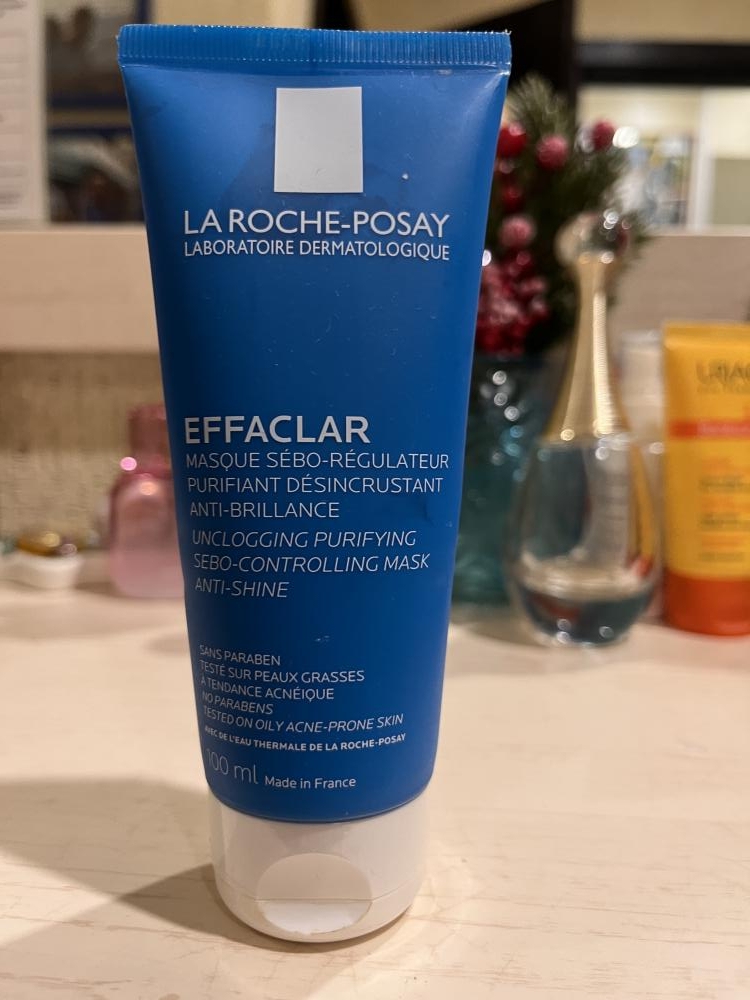 LA ROCHE-POSAY
LABORATOIRE DERMATOLOGIQUE
EFFACLAR
MASQUE SÉBO-RÉGULATEUR
PURIFIANT DÉSINCRUSTANT
ANTI-BRILLANCE
UNCLOGGING PURIFYING
SEBO-CONTROLLING MASK
ANTI-SHINE
SANS PARABEN
TESTÉ SUR PEAUX GRASSES
À TENDANCE ACNÉIQUE
NO PARABENS
TESTED ON OILY ACNE-PRONE SKIN
AVEC DE L'EAU THERMALE DE LA ROCHE-POSAY
100 ml Made in France